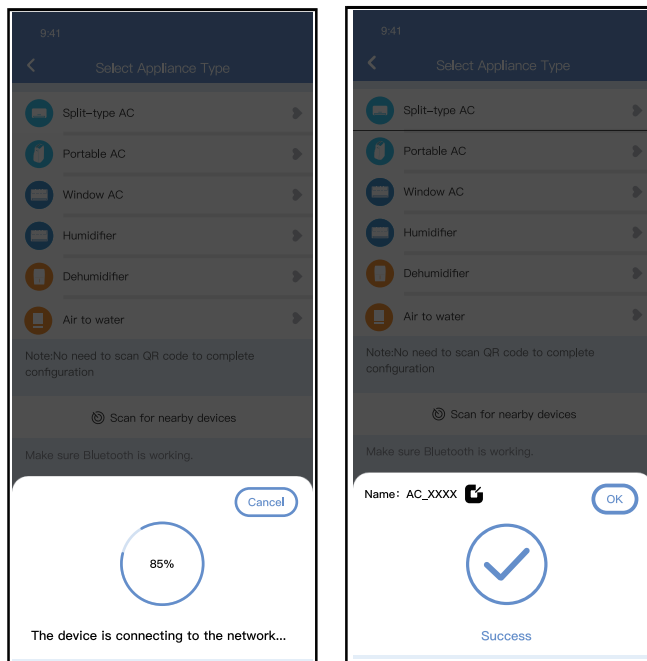 9:41
Select Appliance Type
Split-type AC
Portable AC
Window AC
Humidifier
Dehumidifier
Air to water
Note:No need to scan QR code to complete
configuration
Scan for nearby devices
Make sure Bluetooth is working.
Cancel
85%
The device is connecting to the network...
9:41
Select Appliance Type
Split-type AC
Portable AC
Window AC
Humidifier
Dehumidifier
Air to water
Note:No need to scan QR code to complete
configuration
Scan for nearby devices
Make sure Bluetooth is working.
Name: AC_XXXX
OK
Success